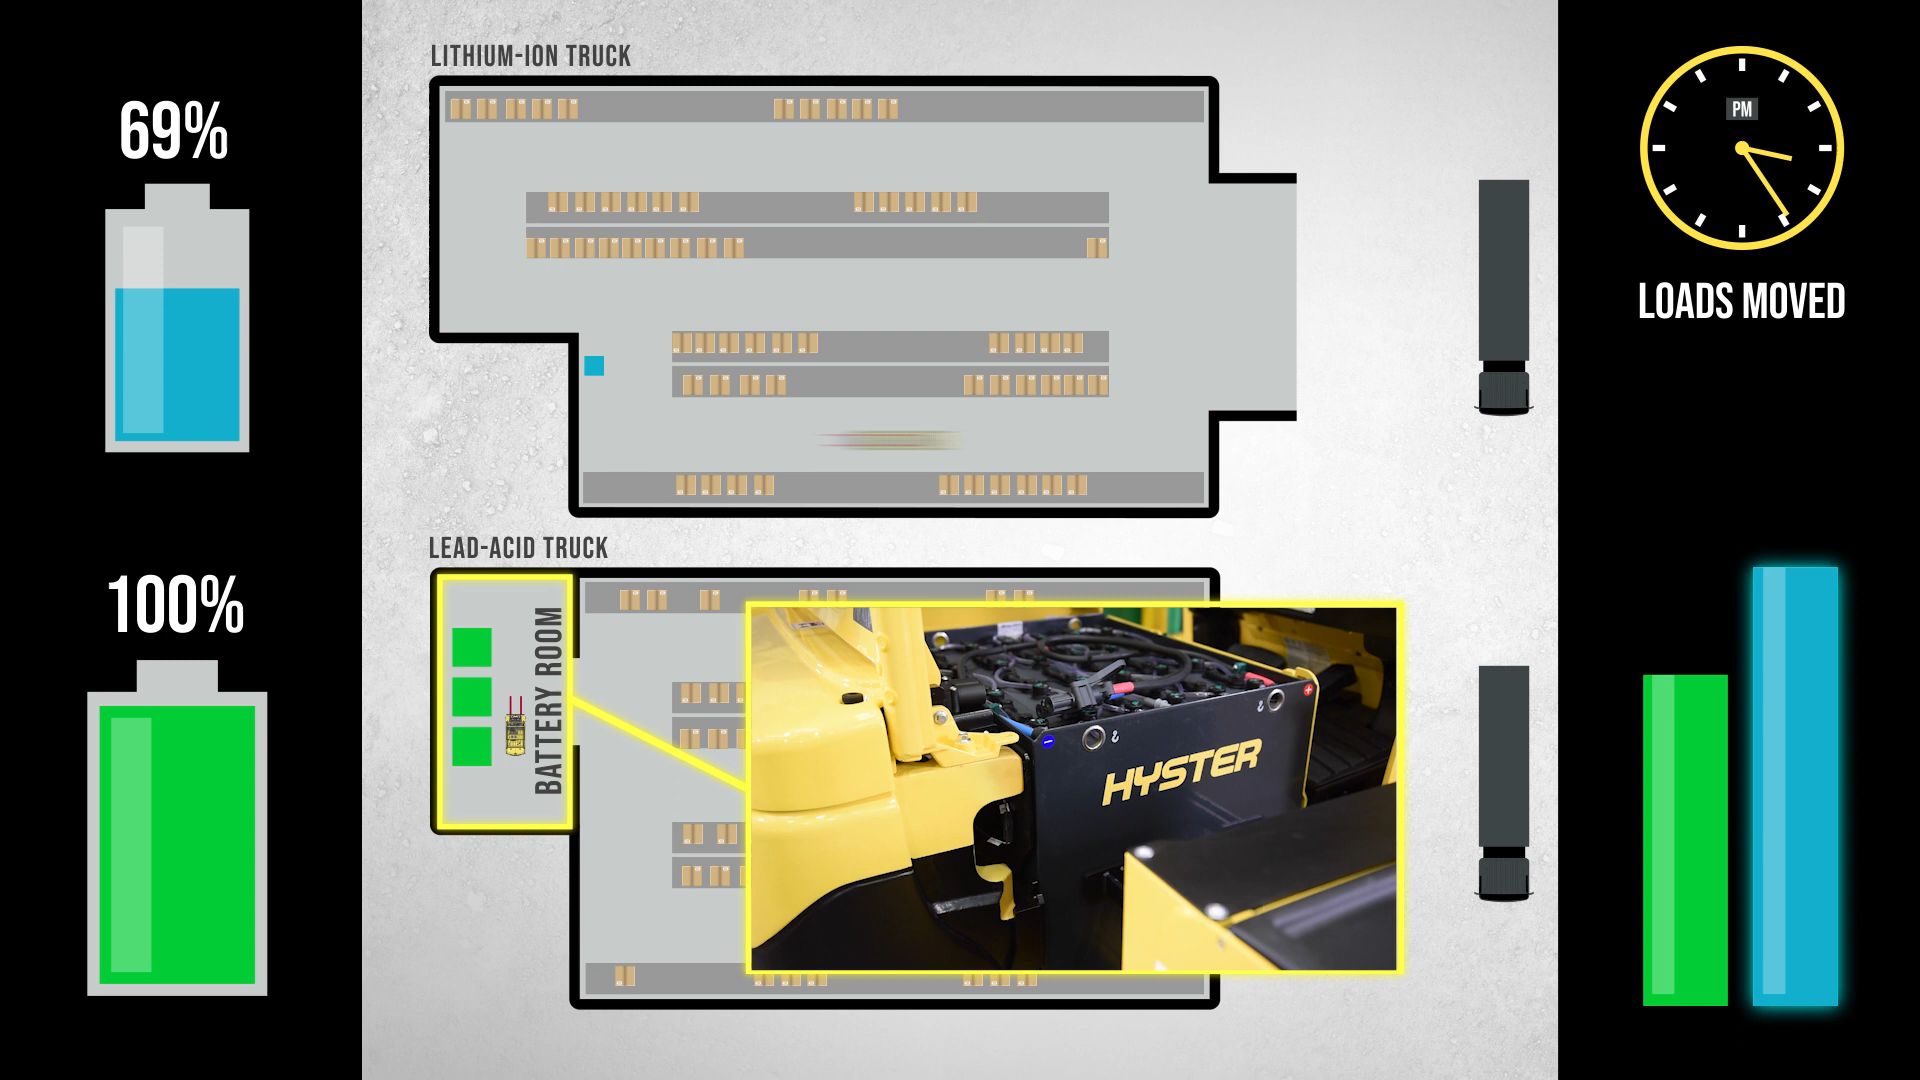 LITHIUM-ION TRUCK
69%
PM
LOADS MOVED
LEAD-ACID TRUCK
100%
BATTERY ROOM
HYSTER